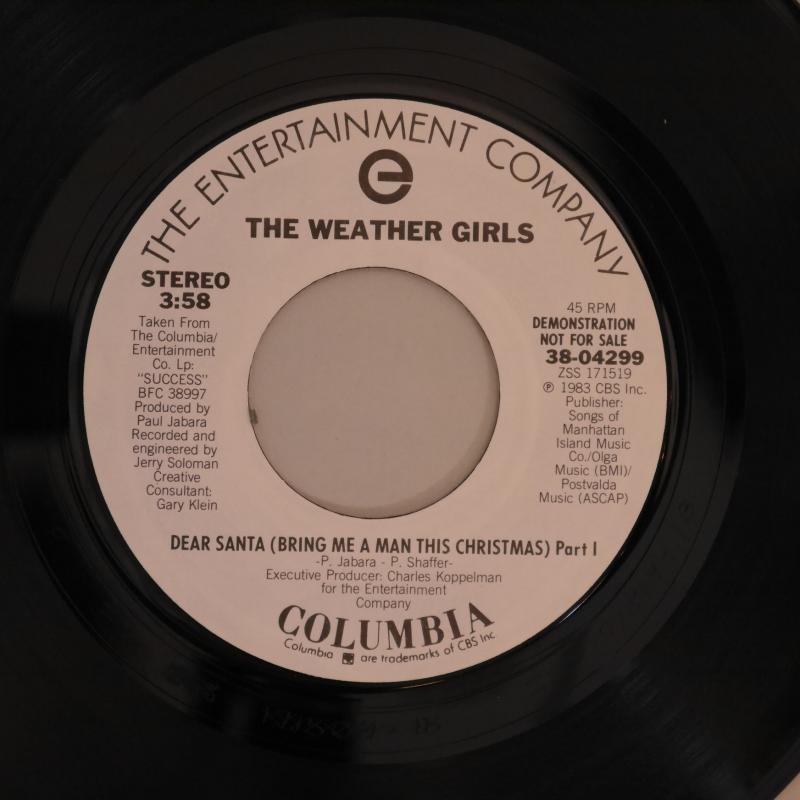 THE ENTERTAINMENT COMPANY
e
THE WEATHER GIRLS
STEREO
3:58
Taken From
The Columbia/
Entertainment
Co. Lp:
"SUCCESS"
BFC 38997
Produced by
Paul Jabara
Recorded and
engineered by
Jerry Soloman
Creative
Consultant:
Gary Klein
45 RPM
DEMONSTRATION
NOT FOR SALE
38-04299
ZSS 171519
℗ 1983 CBS Inc.
Publisher:
Songs of
Manhattan
Island Music
Co./Olga
Music (BMI)/
Postvalda
Music (ASCAP)
DEAR SANTA (BRING ME A MAN THIS CHRISTMAS) Part I
-P. Jabara - P. Shaffer-
Executive Producer: Charles Koppelman
for the Entertainment
Company
COLUMBIA
Columbia are trademarks of CBS Inc.